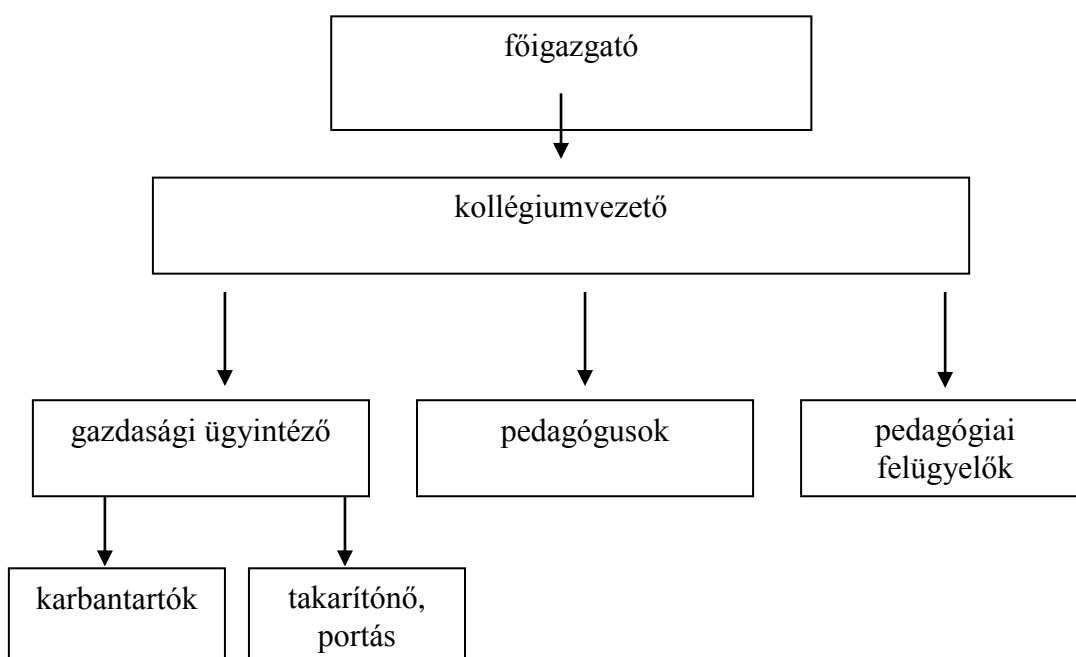 főigazgató
kollégiumvezető
gazdasági ügyintéző
pedagógusok
pedagógiai
felügyelők
karbantartók
takarítónő,
portás